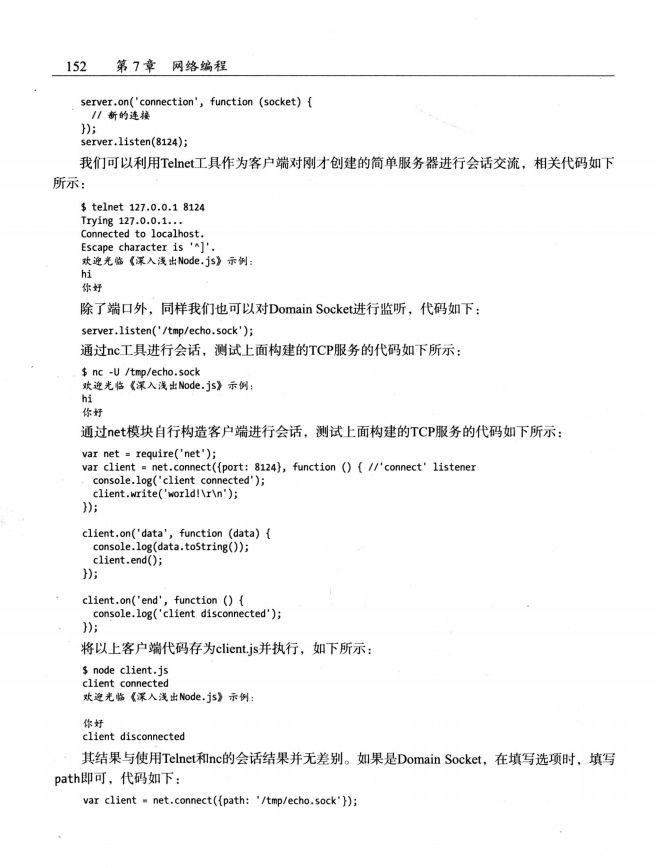 152 第7章 网络编程
server.on('connection', function (socket) {
// 新的连接
});
server.listen(8124);
我们可以利用Telnet工具作为客户端对刚才创建的简单服务器进行会话交流，相关代码如下
所示：
$ telnet 127.0.0.1 8124
Trying 127.0.0.1...
Connected to localhost.
Escape character is '^]'.
欢迎光临《深入浅出Node.js》示例：
hi
你好
除了端口外，同样我们也可以对Domain Socket进行监听，代码如下：
server.listen('/tmp/echo.sock');
通过nc工具进行会话，测试上面构建的TCP服务的代码如下所示：
$ nc -U /tmp/echo.sock
欢迎光临《深入浅出Node.js》示例：
hi
你好
通过net模块自行构造客户端进行会话，测试上面构建的TCP服务的代码如下所示：
var net = require('net');
var client = net.connect({port: 8124}, function () { //'connect' listener
console.log('client connected');
client.write('world!\r\n');
});
client.on('data', function (data) {
console.log(data.toString());
client.end();
});
client.on('end', function () {
console.log('client disconnected');
});
将以上客户端代码存为client.js并执行，如下所示：
$ node client.js
client connected
欢迎光临《深入浅出Node.js》示例：
你好
client disconnected
其结果与使用Telnet和nc的会话结果并无差别。如果是Domain Socket，在填写选项时，填写
path即可，代码如下：
var client = net.connect({path: '/tmp/echo.sock'});